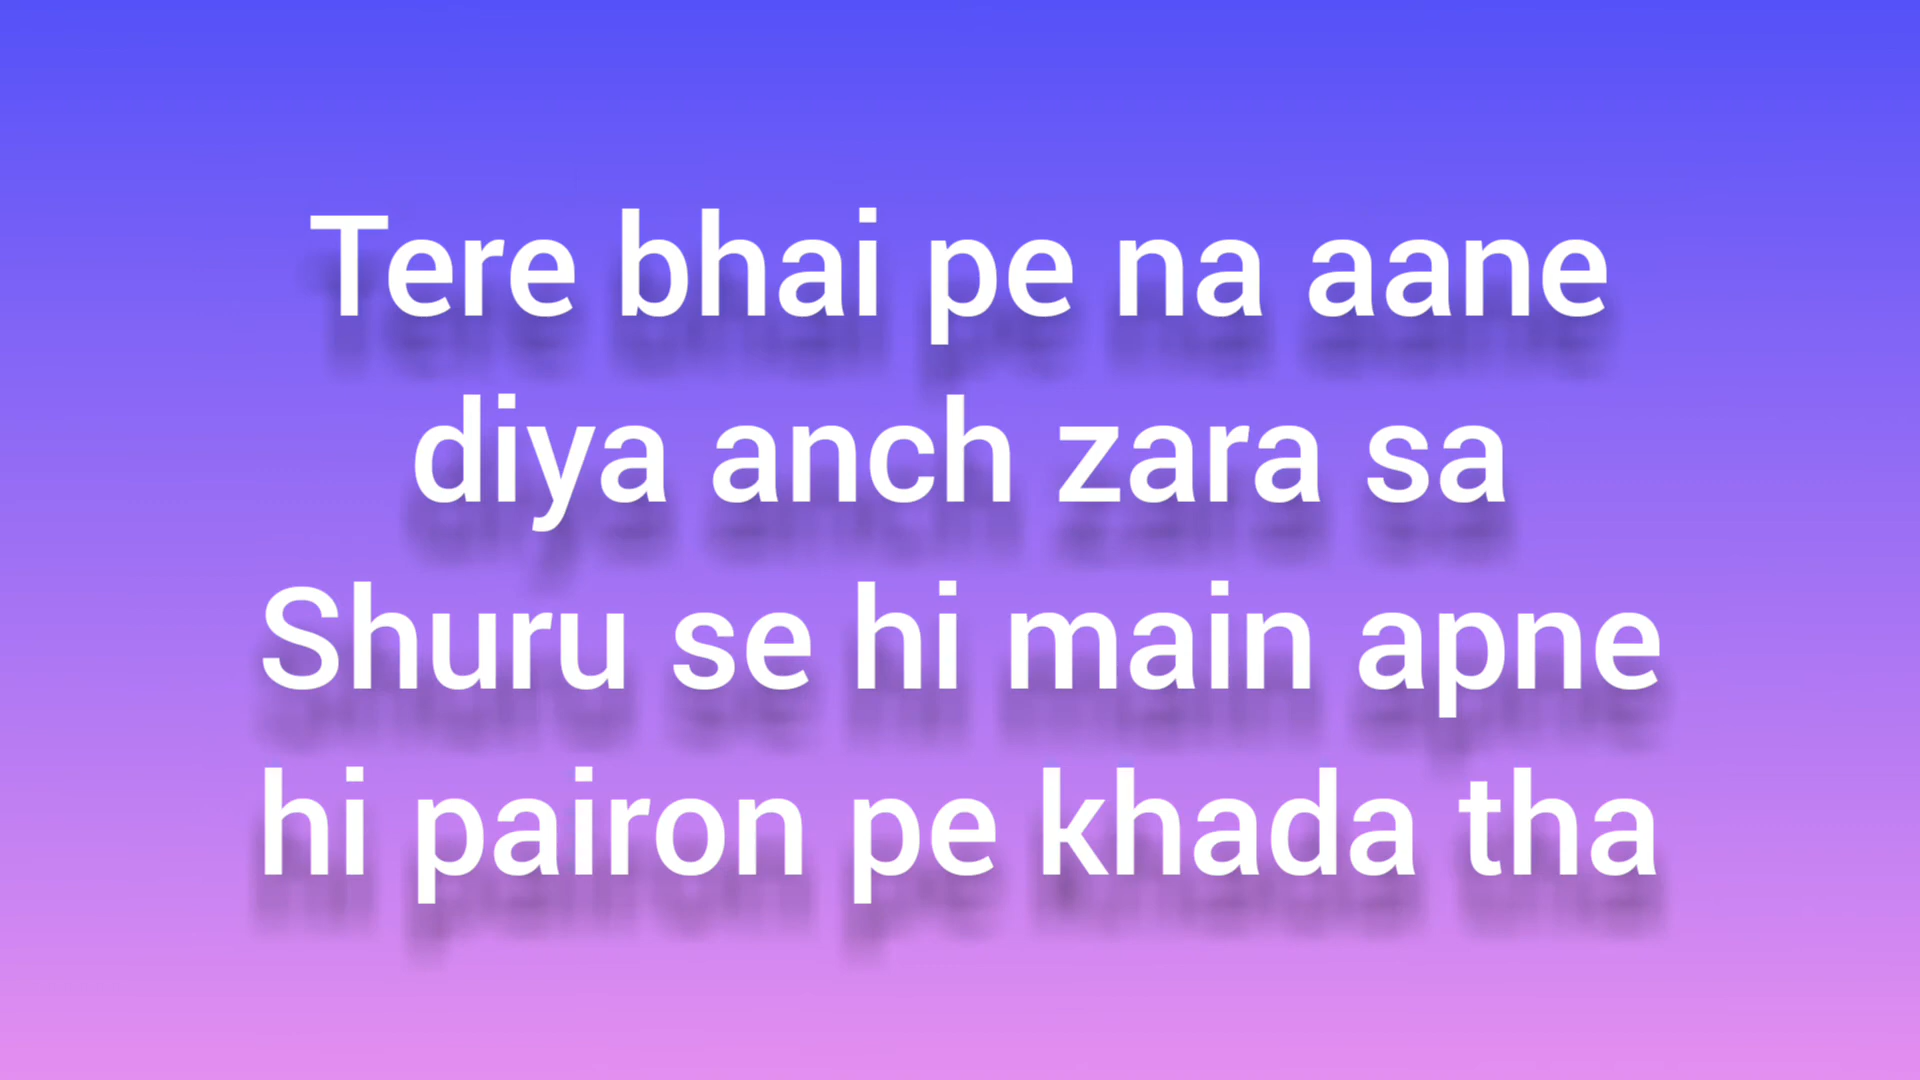 Tere bhai pe na aane
diya anch zara sa
Shuru se hi main apne
hi pairon pe khada tha